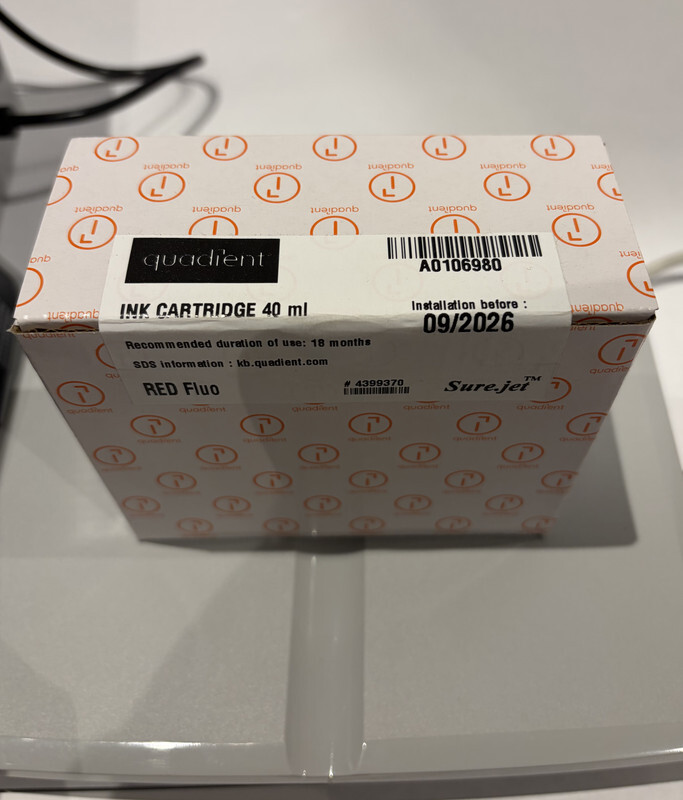 quadient
A0106980
INK CARTRIDGE 40 ml
Installation before :
09/2026
Recommended duration of use: 18 months
SDS information : kb.quadient.com
RED Fluo
# 4399370
Sure.jet™